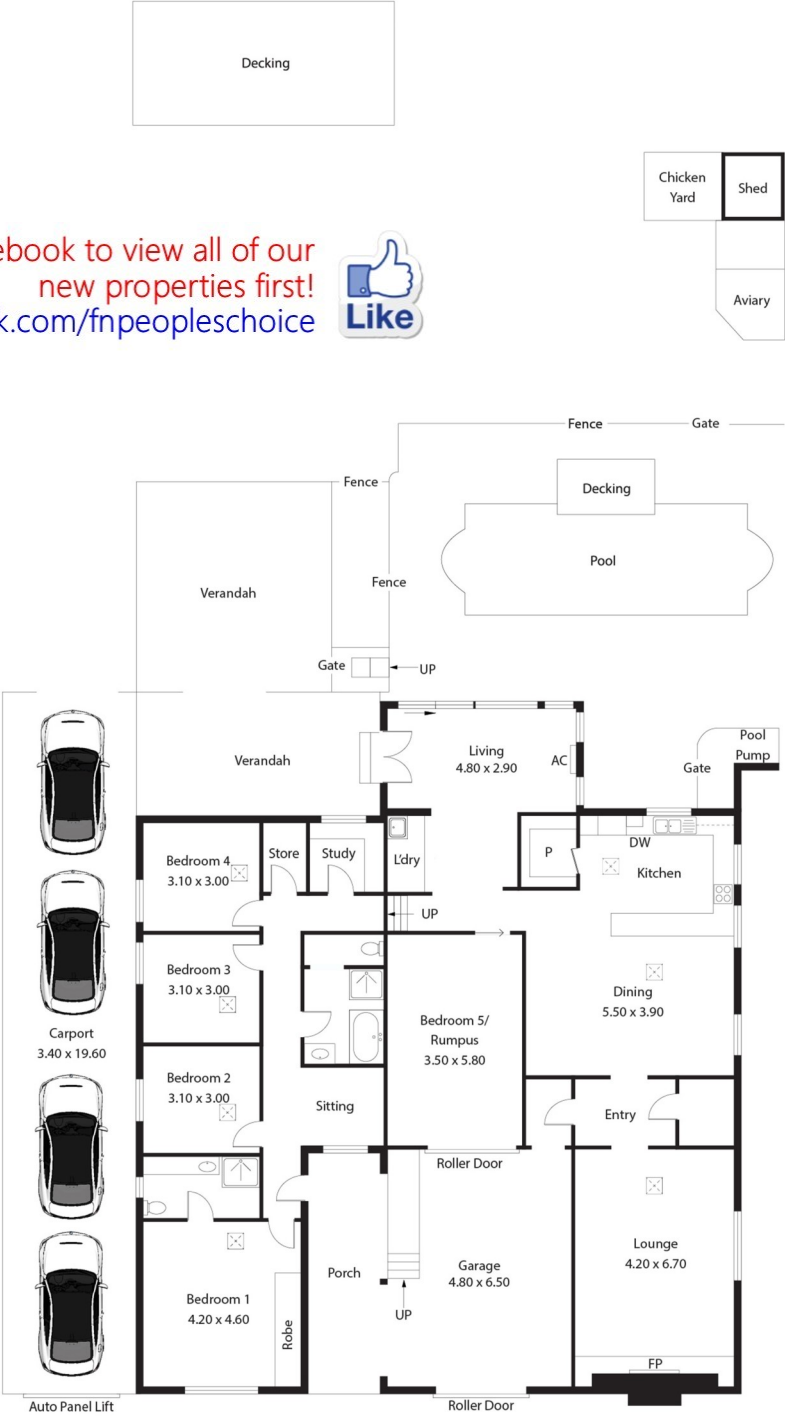 Decking
Chicken
Yard
Shed
Aviary
ebook to view all of our
new properties first!
k.com/fnpeopleschoice
Like
Fence
Gate
Fence
Decking
Pool
Verandah
Fence
Gate
UP
Verandah
Living
4.80 x 2.90
AC
Pool
Pump
Gate
Bedroom 4
3.10 x 3.00
Store
Study
L'dry
P
DW
Kitchen
UP
Bedroom 3
3.10 x 3.00
Dining
5.50 x 3.90
Bedroom 5/
Rumpus
3.50 x 5.80
Carport
3.40 x 19.60
Bedroom 2
3.10 x 3.00
Sitting
Entry
Roller Door
Lounge
4.20 x 6.70
Porch
Garage
4.80 x 6.50
Bedroom 1
4.20 x 4.60
Robe
UP
FP
Auto Panel Lift
Roller Door